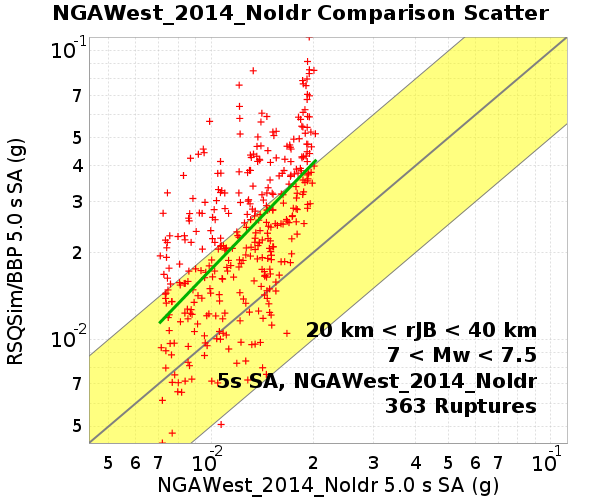 NGAWest_2014_NoIdr Comparison Scatter
10-1
7
5
4
3
2
10-2
7
5
RSQSim/BBP 5.0 s SA (g)
20 km < rJB < 40 km
7 < Mw < 7.5
5s SA, NGAWest_2014_NoIdr
363 Ruptures
5 6 7 10-2 2 3 4 5 6 7 10-1
NGAWest_2014_NoIdr 5.0 s SA (g)